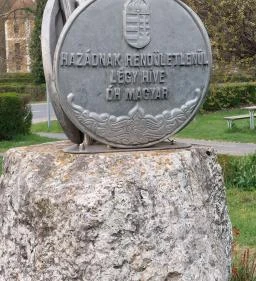 HAZÁDNAK RENDÜLETLENÜL
LÉGY HÍVE
ÓH MAGYAR